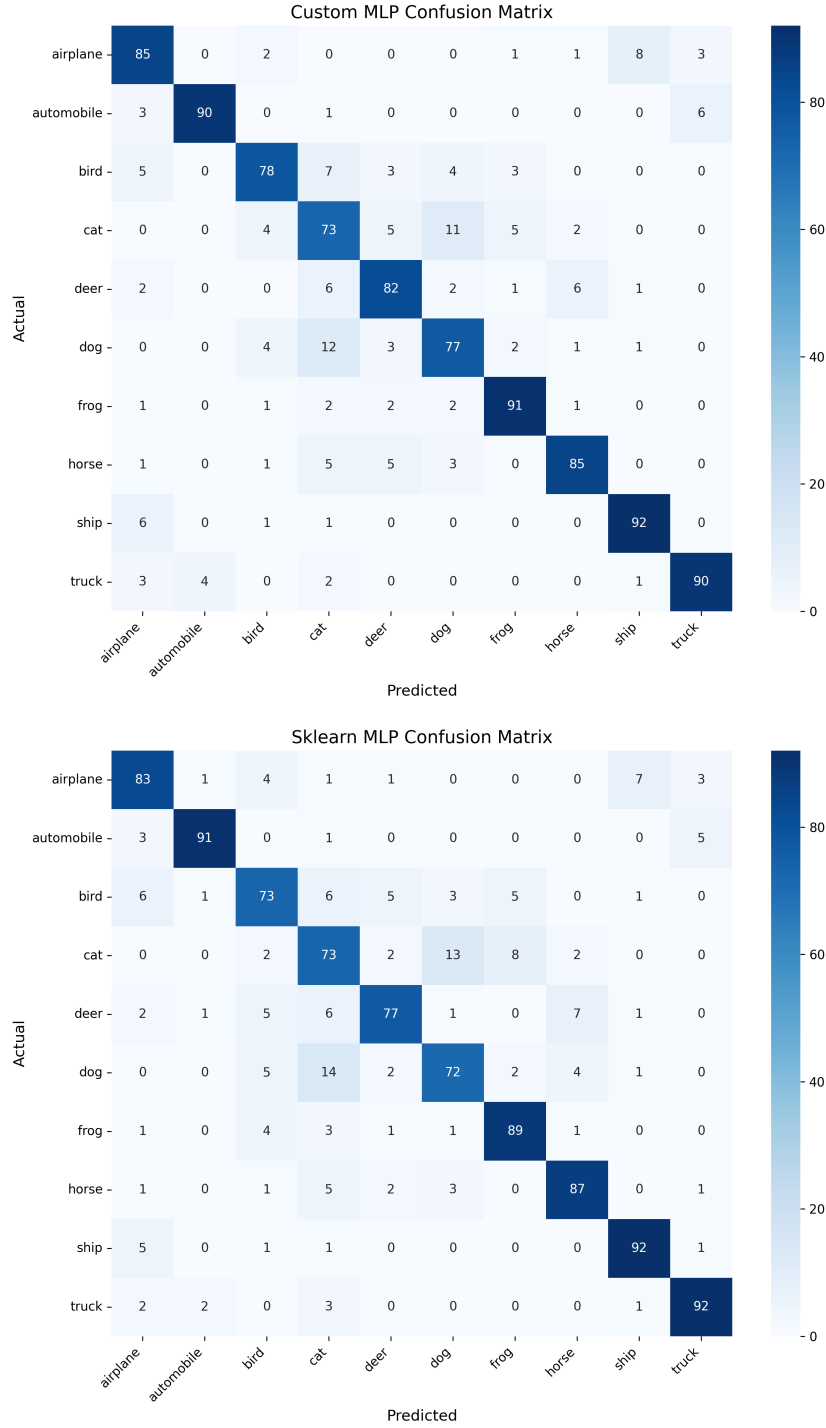 Custom MLP Confusion Matrix
airplane 85 0 2 0 0 0 1 1 8 3
automobile 3 90 0 1 0 0 0 0 0 6
80
bird 5 0 78 7 3 4 3 0 0 0
cat 0 0 4 73 5 11 5 2 0 0
60
deer 2 0 0 6 82 2 1 6 1 0
Actual
dog 0 0 4 12 3 77 2 1 1 0
40
frog 1 0 1 2 2 2 91 1 0 0
horse 1 0 1 5 5 3 0 85 0 0
20
ship 6 0 1 1 0 0 0 0 92 0
truck 3 4 0 2 0 0 0 0 1 90
0
airplane automobile bird cat deer dog frog horse ship truck
Predicted
Sklearn MLP Confusion Matrix
airplane 83 1 4 1 1 0 0 0 7 3
automobile 3 91 0 1 0 0 0 0 0 5
80
bird 6 1 73 6 5 3 5 0 1 0
cat 0 0 2 73 2 13 8 2 0 0
60
deer 2 1 5 6 77 1 0 7 1 0
Actual
dog 0 0 5 14 2 72 2 4 1 0
40
frog 1 0 4 3 1 1 89 1 0 0
horse 1 0 1 5 2 3 0 87 0 1
20
ship 5 0 1 1 0 0 0 0 92 1
truck 2 2 0 3 0 0 0 0 1 92
0
airplane automobile bird cat deer dog frog horse ship truck
Predicted